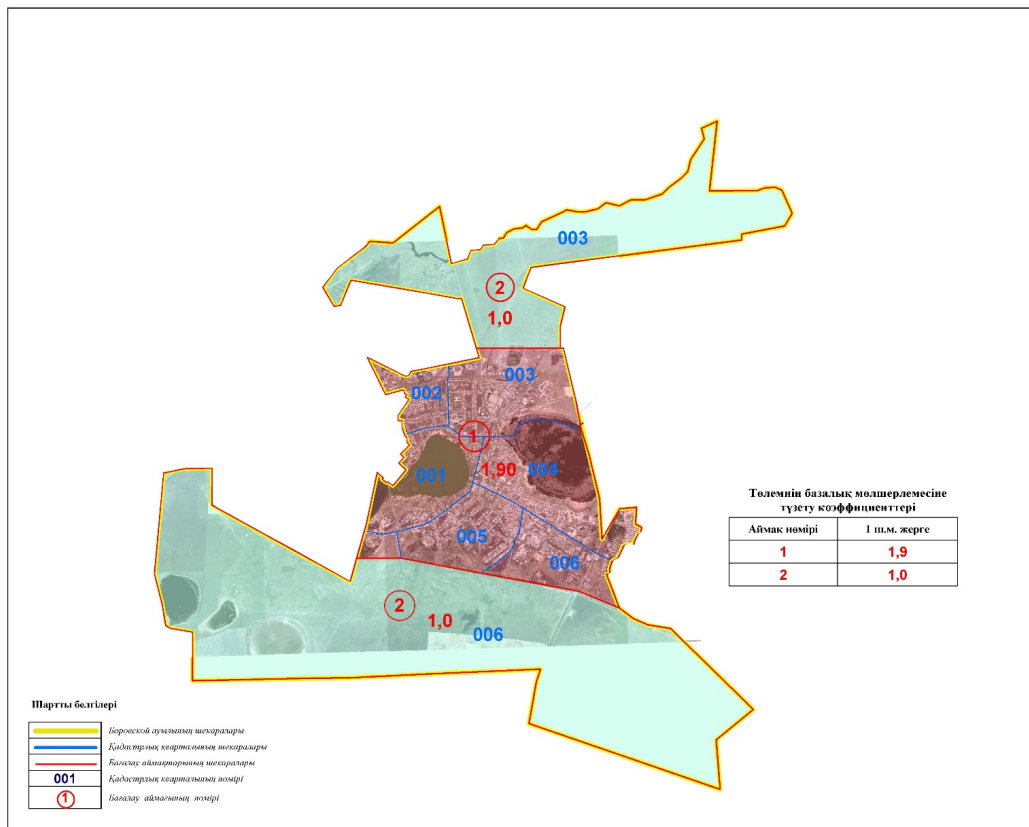 003
2
1,0
003
002
1
001
1,90
004
005
006
2
1,0
006
Төлемнің базалық мөлшерлемесіне
түзету коэффициенттері
Аймақ нөмірі 1 ш.м. жерге
1 1,9
2 1,0
Шартты белгілері
Боровской ауылының шекаралары
Қадастрлық кварталының шекаралары
Бағалау аймақтарының шекаралары
001 Қадастрлық кварталының нөмірі
1 Бағалау аймағының нөмірі